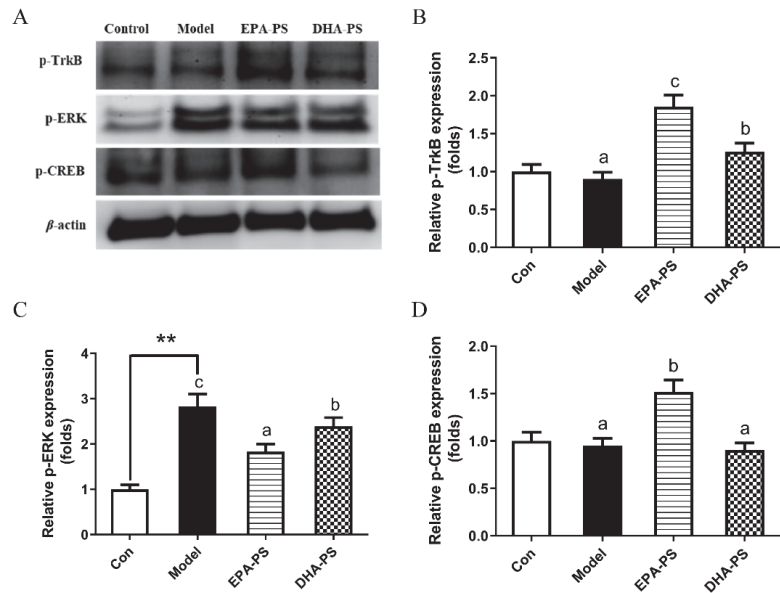 A
Control Model EPA-PS DHA-PS
p-TrkB
p-ERK
p-CREB
β-actin
B
Relative p-TrkB expression
(folds)
2.5
2.0
1.5
1.0
0.5
0.0
a
c
b
Con Model EPA-PS DHA-PS
C
Relative p-ERK expression
(folds)
4
3
2
1
0
**
c
a
b
Con Model EPA-PS DHA-PS
D
Relative p-CREB expression
(folds)
2.0
1.5
1.0
0.5
0.0
a
b
a
Con Model EPA-PS DHA-PS